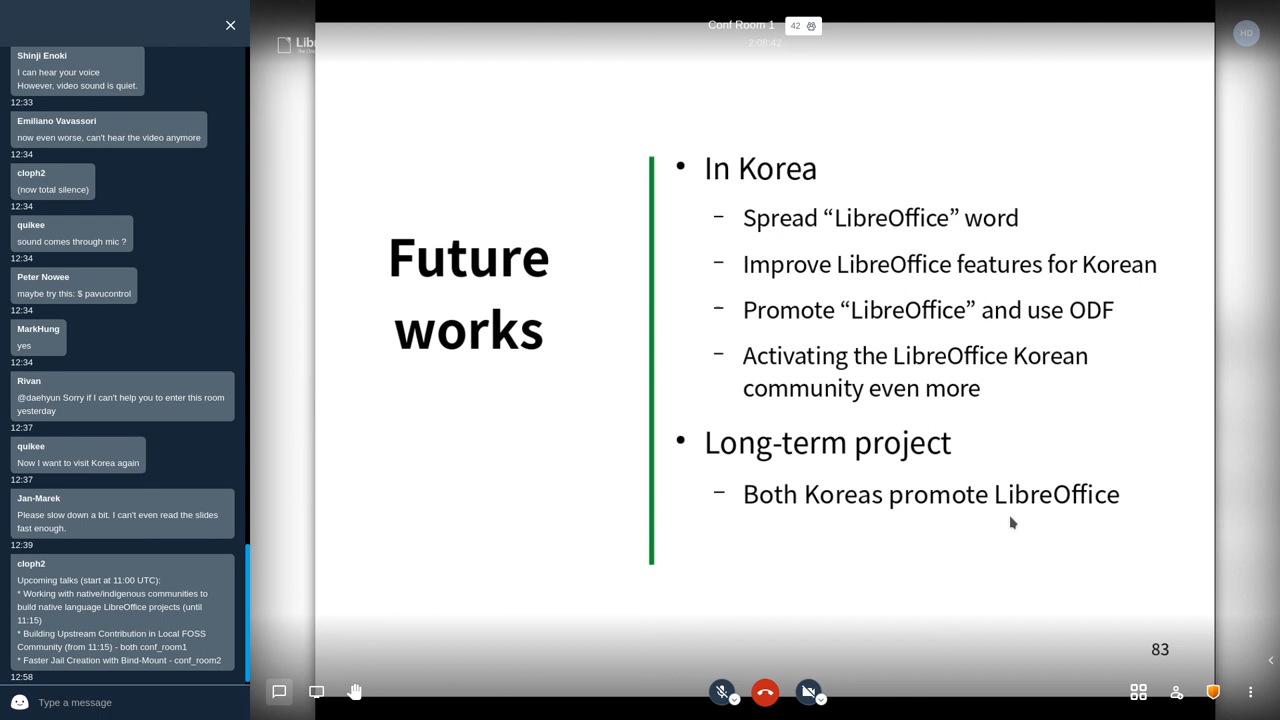 Shinji Enoki
I can hear your voice
However, video sound is quiet.
12:33
Emiliano Vavassori
now even worse, can't hear the video anymore
12:34
cloph2
(now total silence)
12:34
quikee
sound comes through mic ?
12:34
Peter Nowee
maybe try this: $ pavucontrol
12:34
MarkHung
yes
12:34
Rivan
@daehyun Sorry if I can't help you to enter this room
yesterday
12:37
quikee
Now I want to visit Korea again
12:37
Jan-Marek
Please slow down a bit. I can't even read the slides
fast enough.
12:39
cloph2
Upcoming talks (start at 11:00 UTC):
* Working with native/indigenous communities to
build native language LibreOffice projects (until
11:15)
* Building Upstream Contribution in Local FOSS
Community (from 11:15) - both conf_room1
* Faster Jail Creation with Bind-Mount - conf_room2
12:58
Type a message
Conf Room 1 42
2:08:42
HD
Future
works
• In Korea
– Spread “LibreOffice” word
– Improve LibreOffice features for Korean
– Promote “LibreOffice” and use ODF
– Activating the LibreOffice Korean
community even more
• Long-term project
– Both Koreas promote LibreOffice
83